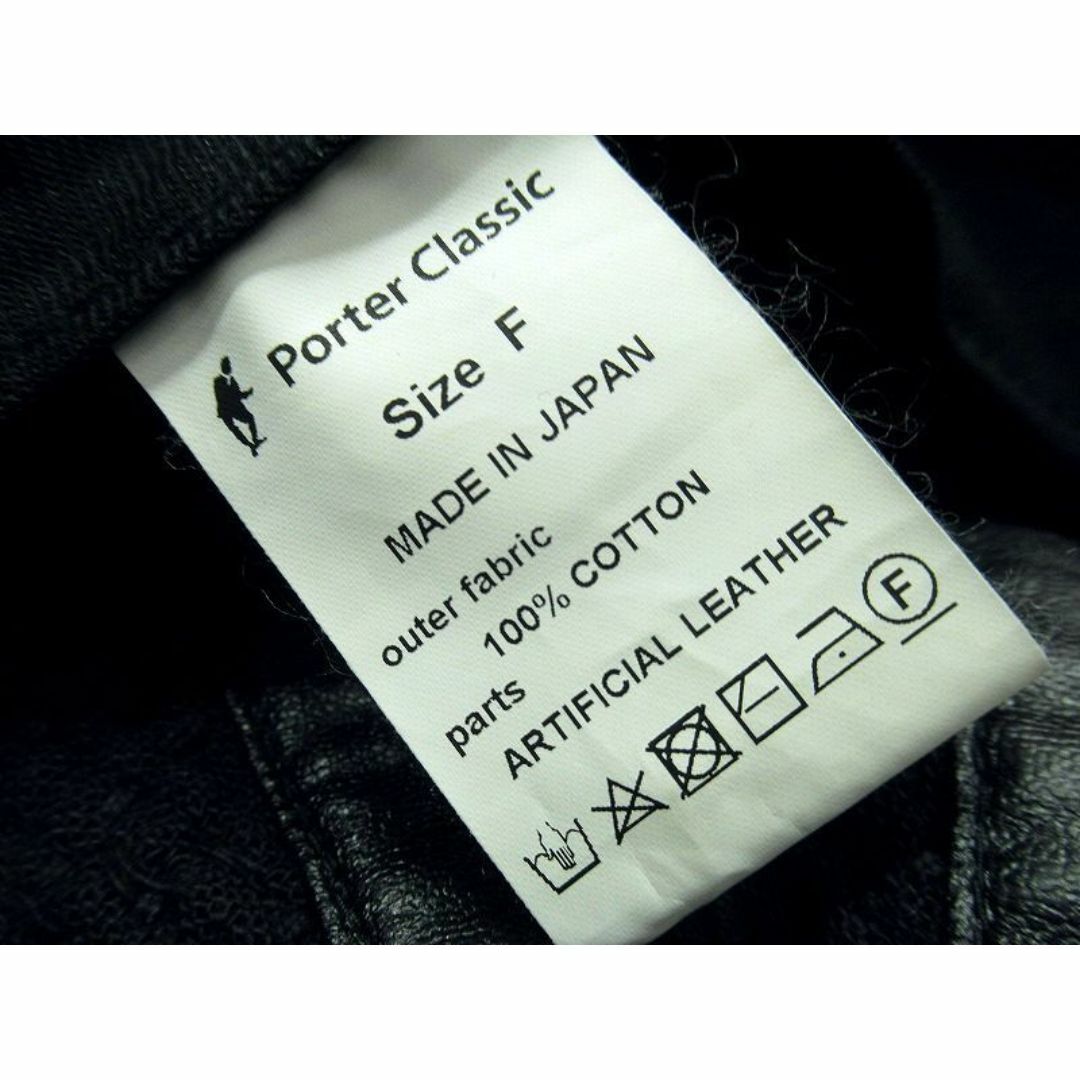 Porter Classic
Size F
MADE IN JAPAN
outer fabric
100% COTTON
parts
ARTIFICIAL LEATHER
F